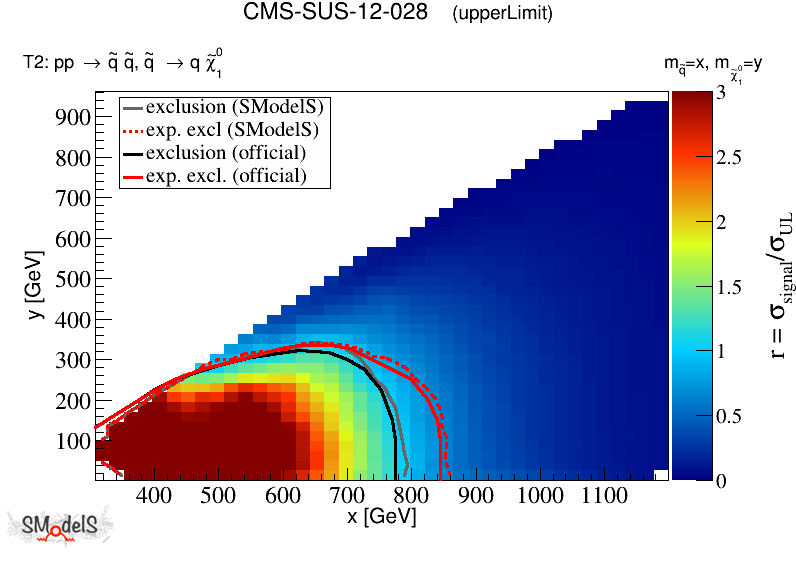 CMS-SUS-12-028 (upperLimit)
T2: pp → q̃ q̃, q̃ → q χ̃₁⁰
m_q̃=x, m_χ̃₁⁰=y
exclusion (SModelS)
exp. excl (SModelS)
exclusion (official)
exp. excl. (official)
900
800
700
600
500
400
300
200
100
y [GeV]
400 500 600 700 800 900 1000 1100
x [GeV]
3
2.5
2
1.5
1
0.5
0
r = σ_signal/σ_UL
SModelS